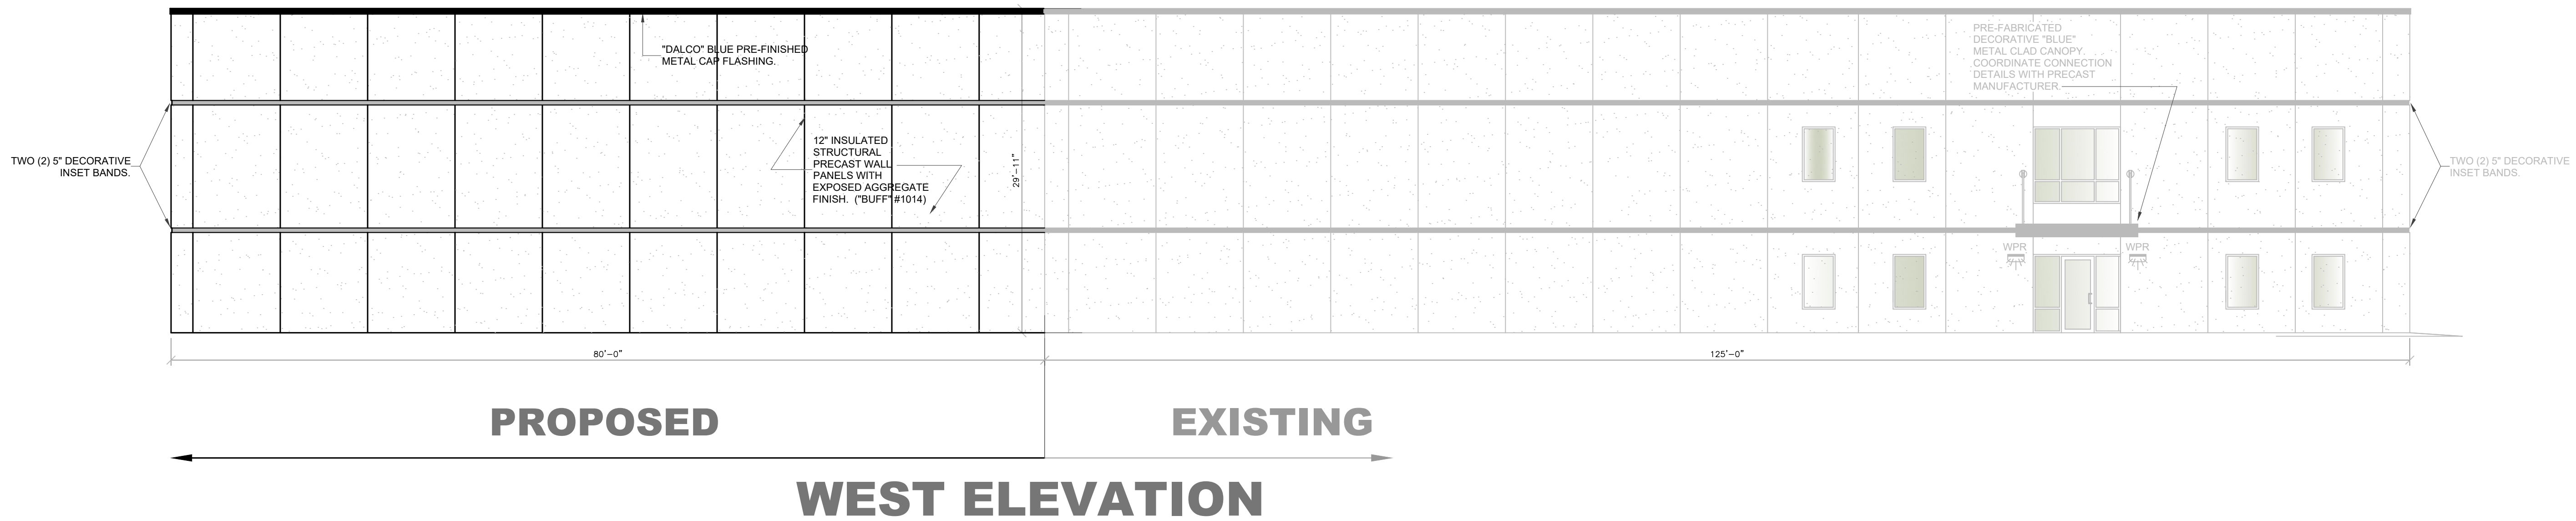 "DALCO" BLUE PRE-FINISHED
METAL CAP FLASHING.
PRE-FABRICATED
DECORATIVE "BLUE"
METAL CLAD CANOPY.
COORDINATE CONNECTION
DETAILS WITH PRECAST
MANUFACTURER.
TWO (2) 5" DECORATIVE
INSET BANDS.
12" INSULATED
STRUCTURAL
PRECAST WALL
PANELS WITH
EXPOSED AGGREGATE
FINISH. ("BUFF" #1014)
29'-11"
TWO (2) 5" DECORATIVE
INSET BANDS.
WPR
WPR
80'-0"
125'-0"
PROPOSED
EXISTING
WEST ELEVATION